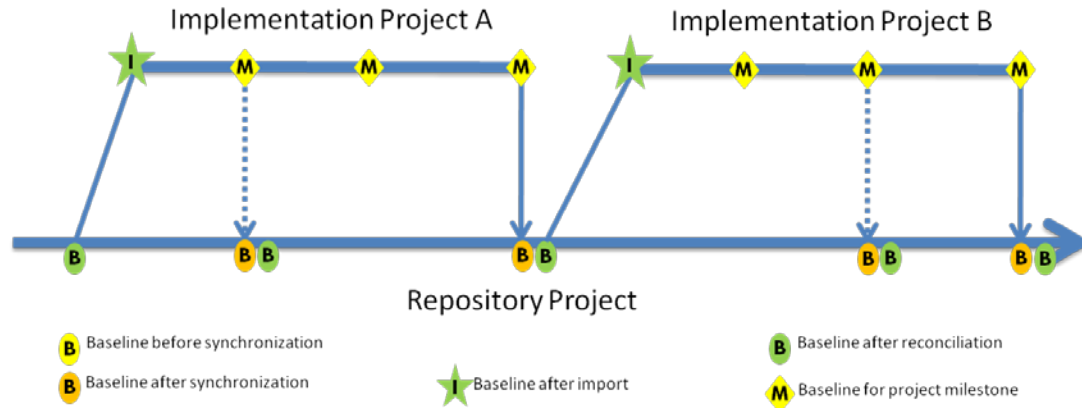 Implementation Project A
Implementation Project B
I
M
M
M
I
M
M
M
B
B
B
B
B
B
B
B
B
Repository Project
B Baseline before synchronization
B Baseline after synchronization
I Baseline after import
B Baseline after reconciliation
M Baseline for project milestone